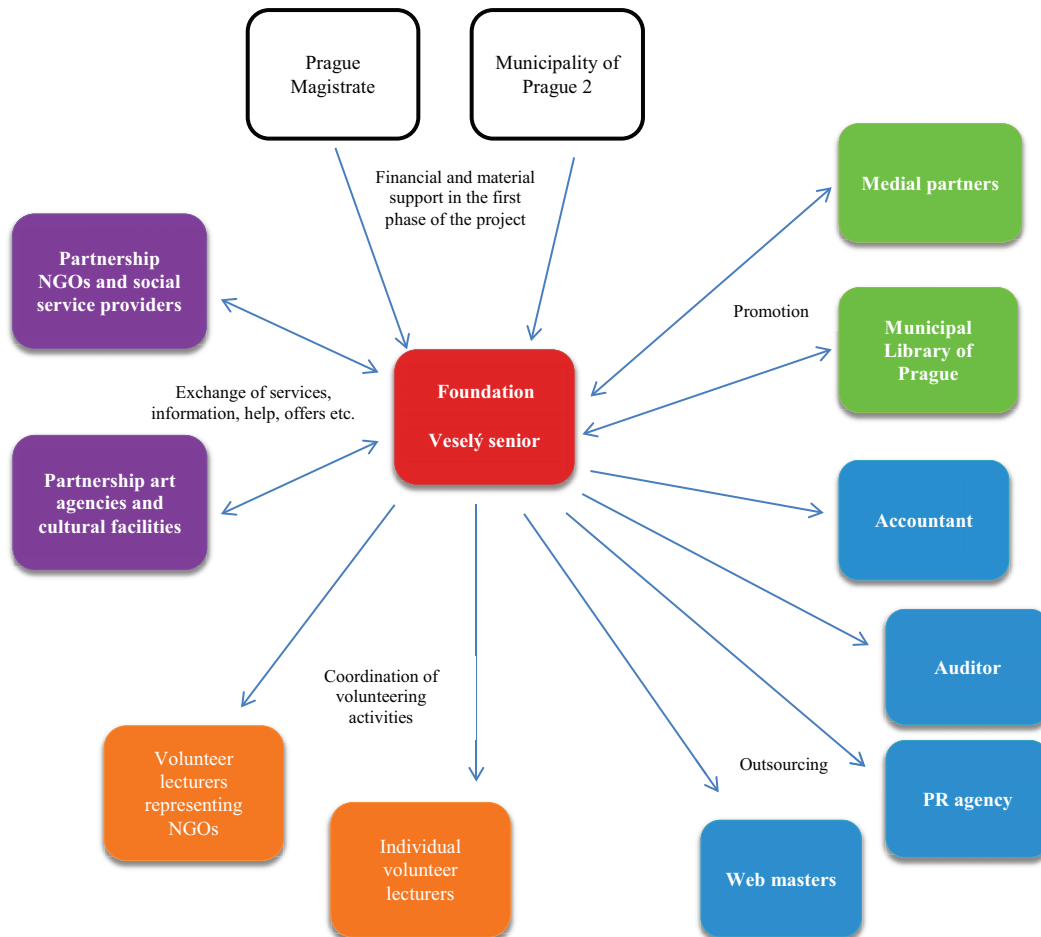 Prague
Magistrate
Municipality of
Prague 2
Financial and material
support in the first
phase of the project
Medial partners
Partnership
NGOs and social
service providers
Promotion
Municipal
Library of
Prague
Foundation
Veselý senior
Exchange of services,
information, help, offers etc.
Partnership art
agencies and
cultural facilities
Accountant
Auditor
Coordination of
volunteering
activities
Outsourcing
PR agency
Volunteer
lecturers
representing
NGOs
Individual
volunteer
lecturers
Web masters